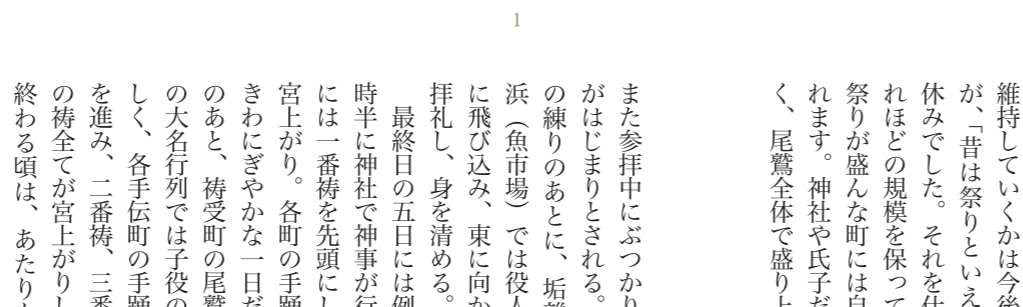 1
維持していくかは今後
が、「昔は祭りといえ
休みでした。それを仕
れほどの規模を保って
祭りが盛んな町には自
れます。神社や氏子だ
く、尾鷲全体で盛り上
また参拝中にぶつかり
がはじまりとされる。
の練りのあとに、垢離
浜（魚市場）では役人
に飛び込み、東に向か
拝礼し、身を清める。
最終日の五日には例
時半に神社で神事が行
には一番祷を先頭にし
宮上がり。各町の手踊
きわにぎやかな一日だ
のあと、祷受町の尾鷲
の大名行列では子役の
しく、各手伝町の手踊
を進み、二番祷、三番
の祷全てが宮上がりし
終わる頃は、あたり